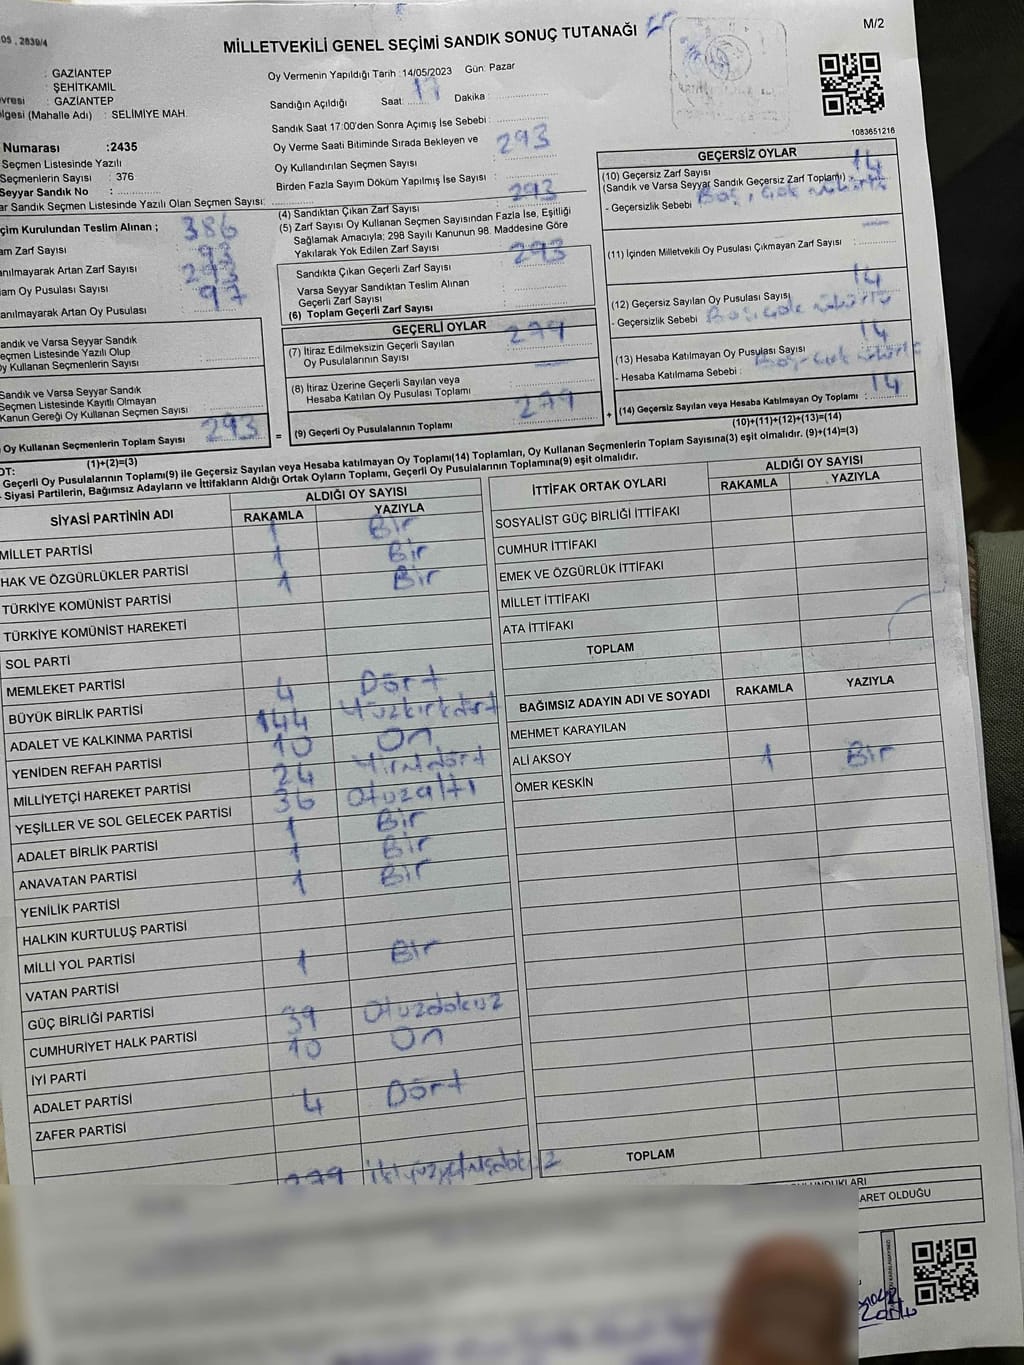 MİLLETVEKİLİ GENEL SEÇİMİ SANDIK SONUÇ TUTANAĞI
M/2
: GAZİANTEP
: ŞEHİTKAMİL
: GAZİANTEP
(Mahalle Adı) : SELİMİYE MAH.
Numarası :2435
Seçmen Listesinde Yazılı
Seçmenlerin Sayısı : 376
Seyyar Sandık No :
Sandık Seçmen Listesinde Yazılı Olan Seçmen Sayısı:
Kurulundan Teslim Alınan ;
Zarf Sayısı 386
Artan Zarf Sayısı 93
Oy Pusulası Sayısı
Artan Oy Pusulası 97
Sandık ve Varsa Seyyar Sandık
Seçmen Listesinde Yazılı Olup
Oy Kullanan Seçmenlerin Sayısı
Sandık ve Varsa Seyyar Sandık
Seçmen Listesinde Kayıtlı Olmayan
Kanun Gereği Oy Kullanan Seçmen Sayısı
Oy Kullanan Seçmenlerin Toplam Sayısı 293
(1)+(2)=(3)
Oy Vermenin Yapıldığı Tarih :14/05/2023 Gün: Pazar
Sandığın Açıldığı Saat: 17 Dakika :
Sandık Saat 17:00'den Sonra Açımış İse Sebebi :
Oy Verme Saati Bitiminde Sırada Bekleyen ve
Oy Kullandırılan Seçmen Sayısı : 293
Birden Fazla Sayım Döküm Yapılmış İse Sayısı :
(4) Sandıktan Çıkan Zarf Sayısı : 293
(5) Zarf Sayısı Oy Kullanan Seçmen Sayısından Fazla İse, Eşitliği
Sağlamak Amacıyla; 298 Sayılı Kanunun 98. Maddesine Göre
Yakılarak Yok Edilen Zarf Sayısı :
Sandıkta Çıkan Geçerli Zarf Sayısı : 293
Varsa Seyyar Sandıktan Teslim Alınan
Geçerli Zarf Sayısı
(6) Toplam Geçerli Zarf Sayısı
GEÇERLİ OYLAR
(7) İtiraz Edilmeksizin Geçerli Sayılan
Oy Pusulalarının Sayısı : 279
(8) İtiraz Üzerine Geçerli Sayılan veya
Hesaba Katılan Oy Pusulası Toplamı : —
(9) Geçerli Oy Pusulalarının Toplamı : 279
1083651216
GEÇERSİZ OYLAR
(10) Geçersiz Zarf Sayısı 14
(Sandık ve Varsa Seyyar Sandık Geçersiz Zarf Toplamı)
- Geçersizlik Sebebi Boş, çok mühürlü
(11) İçinden Milletvekili Oy Pusulası Çıkmayan Zarf Sayısı : —
(12) Geçersiz Sayılan Oy Pusulası Sayısı 14
- Geçersizlik Sebebi Boş, çok mühürlü
(13) Hesaba Katılmayan Oy Pusulası Sayısı 14
- Hesaba Katılmama Sebebi : Boş-çok mühürlü
(14) Geçersiz Sayılan veya Hesaba Katılmayan Oy Toplamı : 14
(10)+(11)+(12)+(13)=(14)
Geçerli Oy Pusulalarının Toplamı(9) ile Geçersiz Sayılan veya Hesaba katılmayan Oy Toplamı(14) Toplamları, Oy Kullanan Seçmenlerin Toplam Sayısına(3) eşit olmalıdır. (9)+(14)=(3)
- Siyasi Partilerin, Bağımsız Adayların ve İttifakların Aldığı Ortak Oyların Toplamı, Geçerli Oy Pusulalarının Toplamına(9) eşit olmalıdır.
SİYASİ PARTİNİN ADI ALDIĞI OY SAYISI
RAKAMLA YAZIYLA
MİLLET PARTİSİ 1 Bir
HAK VE ÖZGÜRLÜKLER PARTİSİ 1 Bir
TÜRKİYE KOMÜNİST PARTİSİ 1 Bir
TÜRKİYE KOMÜNİST HAREKETİ
SOL PARTİ
MEMLEKET PARTİSİ
BÜYÜK BİRLİK PARTİSİ 4 Dört
ADALET VE KALKINMA PARTİSİ 144 Yüzkırkdört
YENİDEN REFAH PARTİSİ 10 On
MİLLİYETÇİ HAREKET PARTİSİ 24 Yirmidört
YEŞİLLER VE SOL GELECEK PARTİSİ 36 Otuzaltı
ADALET BİRLİK PARTİSİ 1 Bir
ANAVATAN PARTİSİ 1 Bir
YENİLİK PARTİSİ 1 Bir
HALKIN KURTULUŞ PARTİSİ
MİLLİ YOL PARTİSİ
VATAN PARTİSİ 1 Bir
GÜÇ BİRLİĞİ PARTİSİ
CUMHURİYET HALK PARTİSİ 39 Otuzdokuz
İYİ PARTİ 10 On
ADALET PARTİSİ
ZAFER PARTİSİ 4 Dört
279 ikiyüzyetmişdokuz
İTTİFAK ORTAK OYLARI ALDIĞI OY SAYISI
RAKAMLA YAZIYLA
SOSYALİST GÜÇ BİRLİĞİ İTTİFAKI
CUMHUR İTTİFAKI
EMEK VE ÖZGÜRLÜK İTTİFAKI
MİLLET İTTİFAKI
ATA İTTİFAKI
TOPLAM
BAĞIMSIZ ADAYIN ADI VE SOYADI RAKAMLA YAZIYLA
MEHMET KARAYILAN
ALİ AKSOY 1 Bir
ÖMER KESKİN
TOPLAM
OLDUĞU